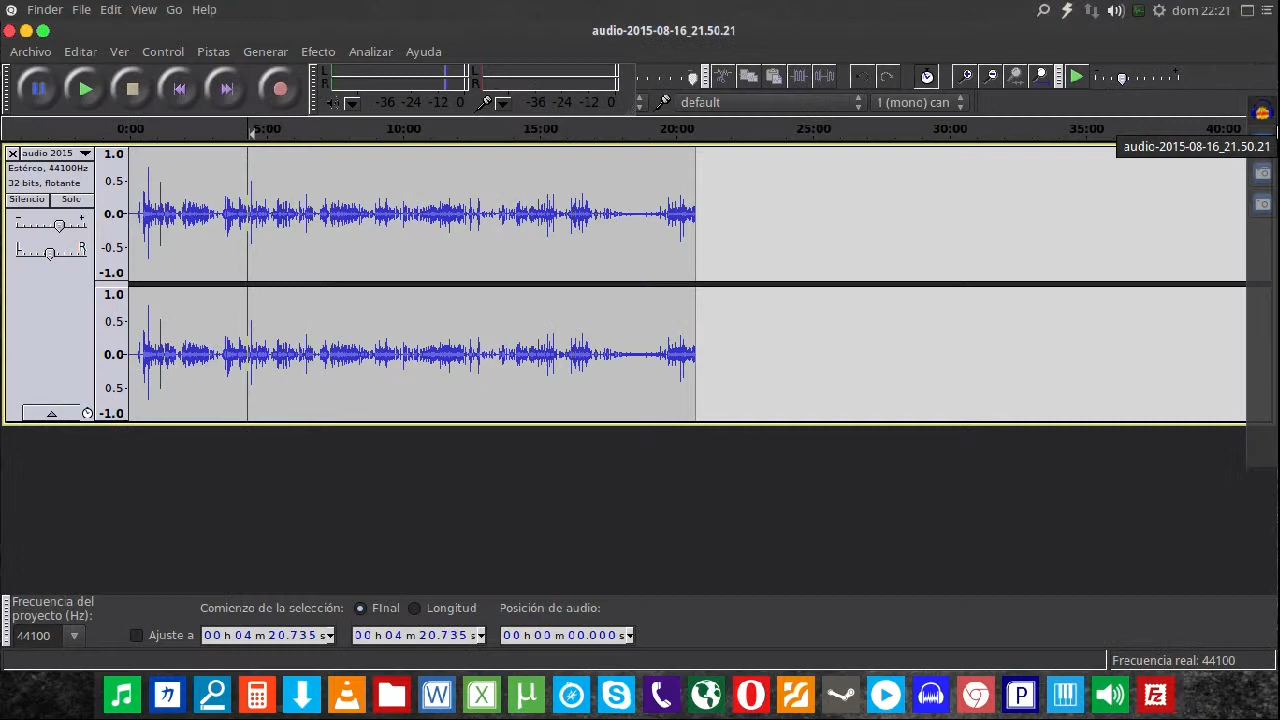 Finder File Edit View Go Help dom 22:21
audio-2015-08-16_21.50.21
Archivo Editar Ver Control Pistas Generar Efecto Analizar Ayuda
L L
R R
-36 -24 -12 0 -36 -24 -12 0 default 1 (mono) can
0:00 5:00 10:00 15:00 20:00 25:00 30:00 35:00 40:00
audio-2015-08-16_21.50.21
audio 2015 1.0
Estéreo, 44100Hz
32 bits, flotante 0.5
Silencio Solo
- + 0.0
L R -0.5
-1.0
1.0
0.5
0.0
0.5
-1.0
Frecuencia del
proyecto (Hz): Comienzo de la selección: Final Longitud Posición de audio:
44100 Ajuste a 00 h 04 m 20.735 s 00 h 04 m 20.735 s 00 h 00 m 00.000 s
Frecuencia real: 44100
カ W X µ S P Fz